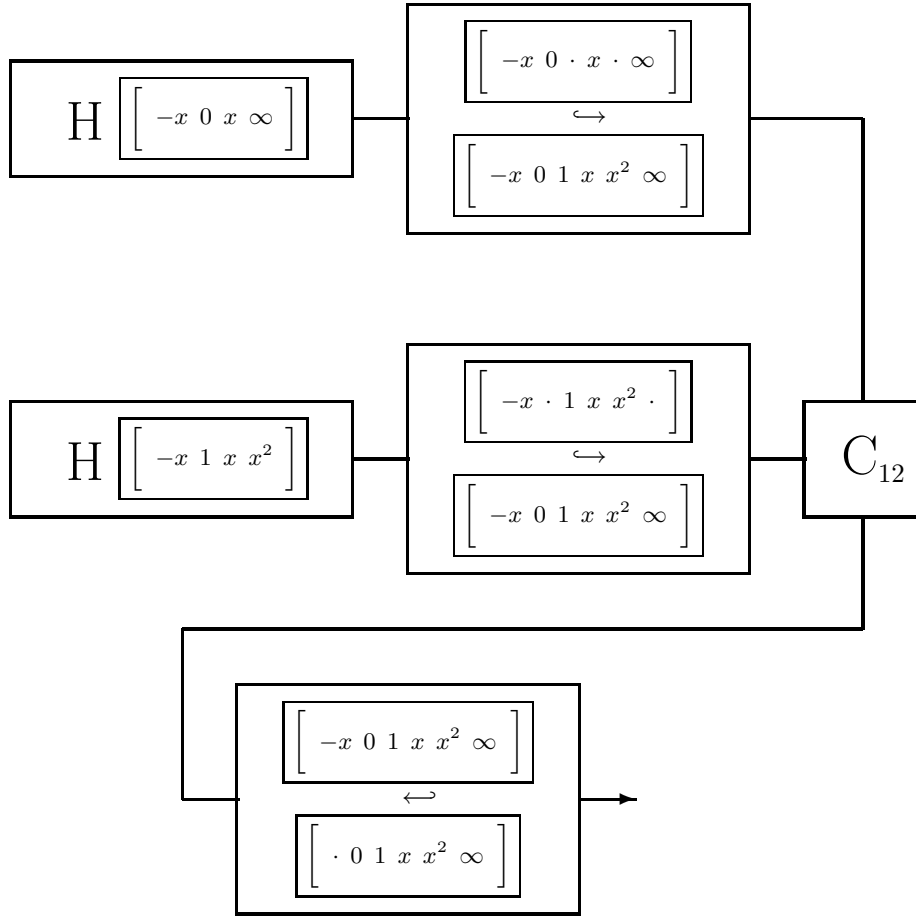 [ −x 0 · x · ∞ ]
H [ −x 0 x ∞ ]
↪
[ −x 0 1 x x² ∞ ]
[ −x · 1 x x² · ]
H [ −x 1 x x² ]
↪
C₁₂
[ −x 0 1 x x² ∞ ]
[ −x 0 1 x x² ∞ ]
↩
[ · 0 1 x x² ∞ ]